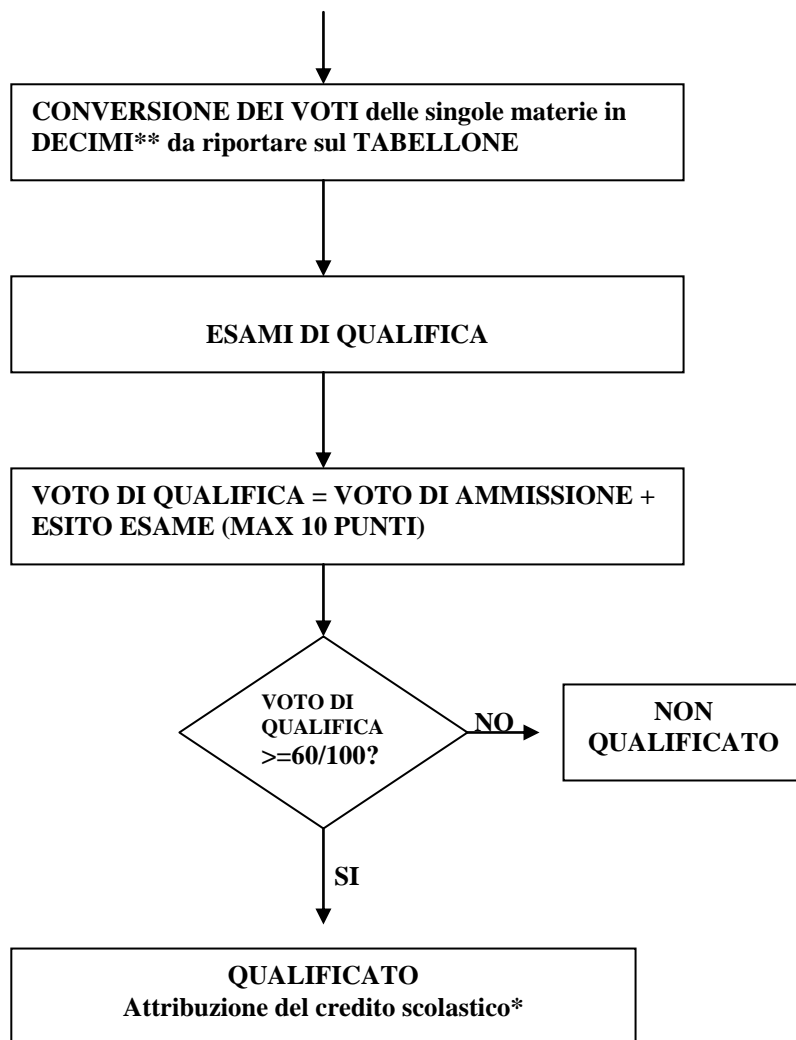 CONVERSIONE DEI VOTI delle singole materie in
DECIMI** da riportare sul TABELLONE
ESAMI DI QUALIFICA
VOTO DI QUALIFICA = VOTO DI AMMISSIONE +
ESITO ESAME (MAX 10 PUNTI)
VOTO DI
QUALIFICA
>=60/100?
NO
NON
QUALIFICATO
SI
QUALIFICATO
Attribuzione del credito scolastico*